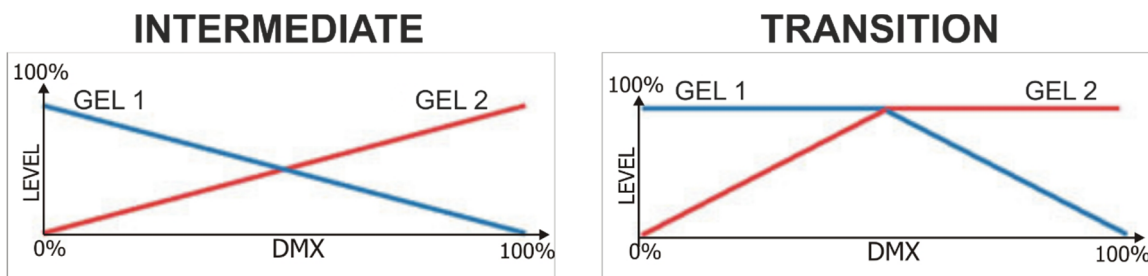 INTERMEDIATE
100%
GEL 1
GEL 2
LEVEL
0%
DMX
100%
TRANSITION
100%
GEL 1
GEL 2
LEVEL
0%
DMX
100%